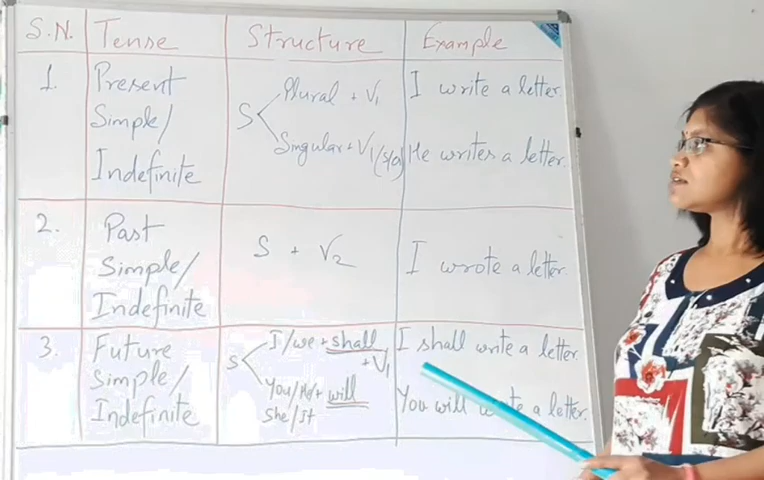 S.N. Tense Structure Example
1. Present Simple/ Indefinite
S
Plural + V1
Singular + V1(s/es)
I write a letter.
He writes a letter.
2. Past Simple/ Indefinite
S + V2
I wrote a letter.
3. Future Simple/ Indefinite
S
I/we + shall + V1
You/He/+ will
She/It
I shall write a letter.
You will write a letter.